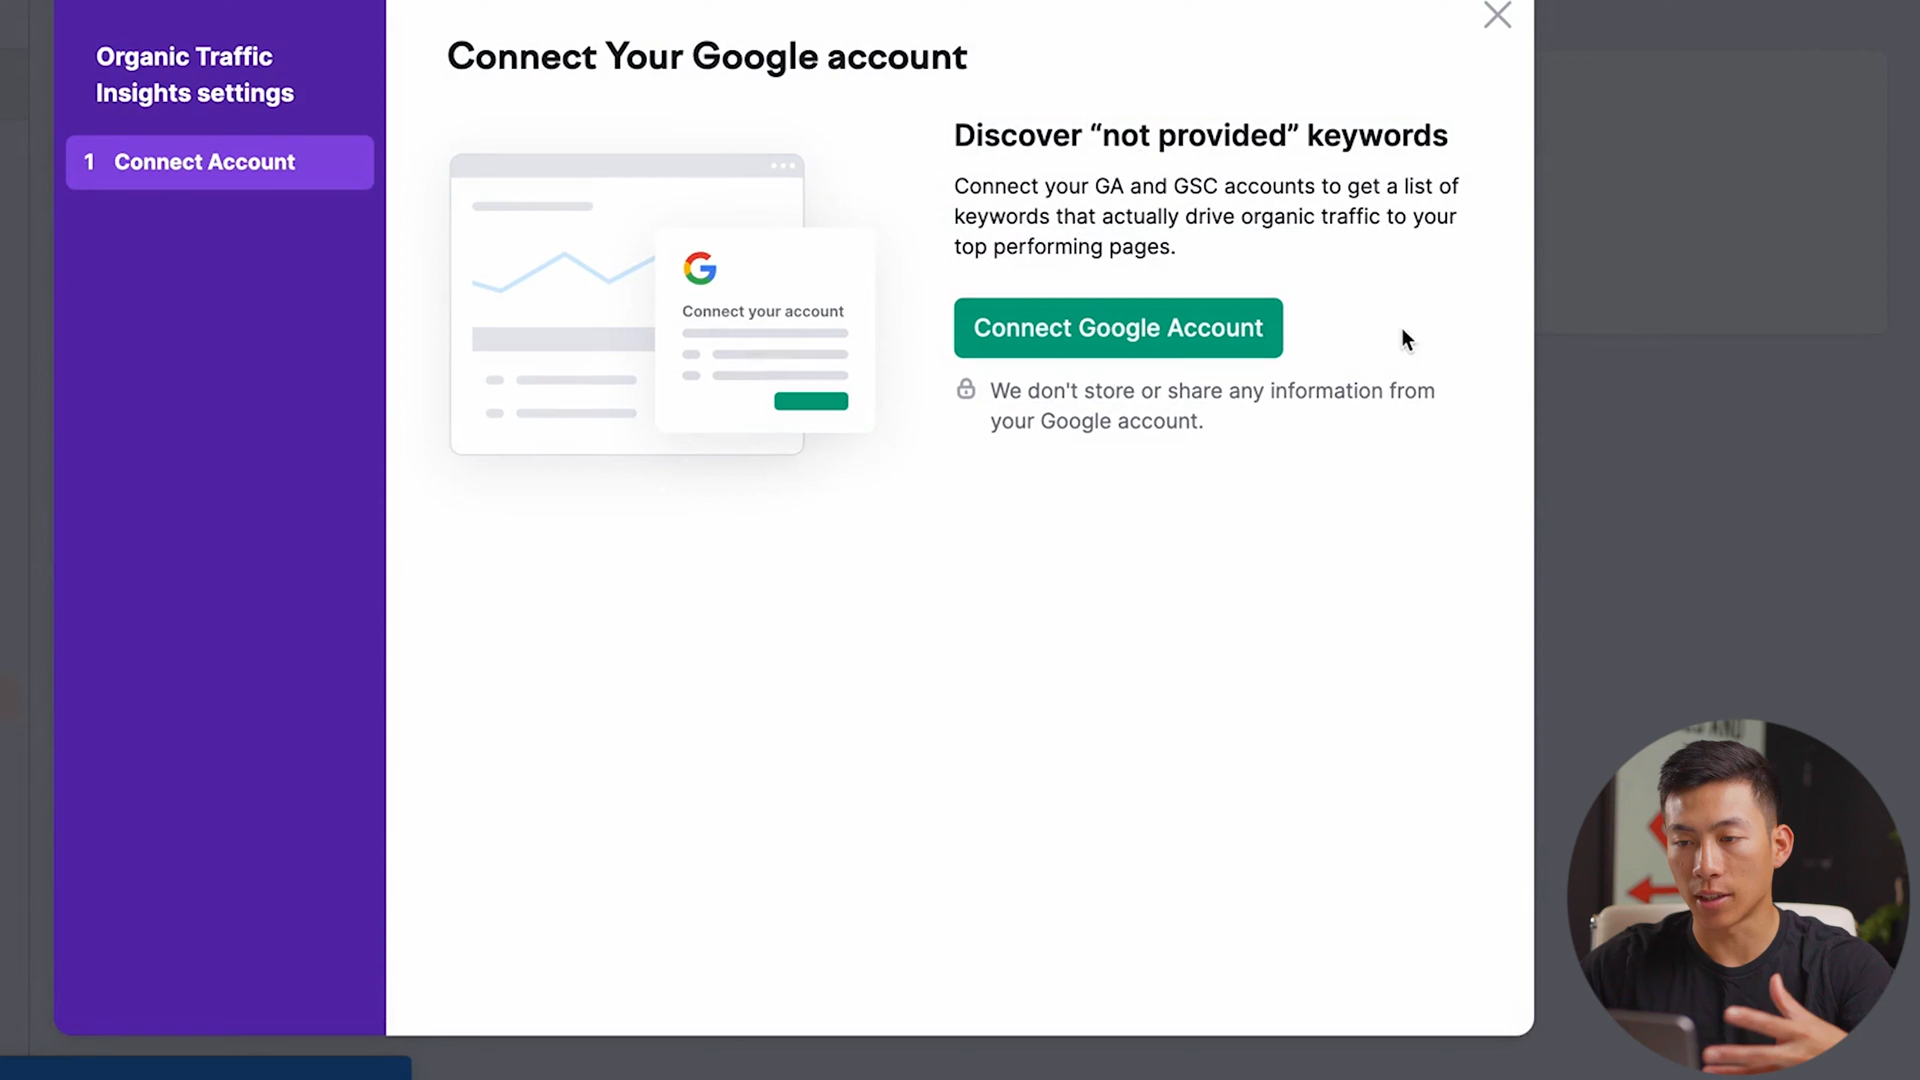 Organic Traffic
Insights settings
1 Connect Account
Connect Your Google account
Connect your account
Discover “not provided” keywords
Connect your GA and GSC accounts to get a list of
keywords that actually drive organic traffic to your
top performing pages.
Connect Google Account
We don't store or share any information from
your Google account.